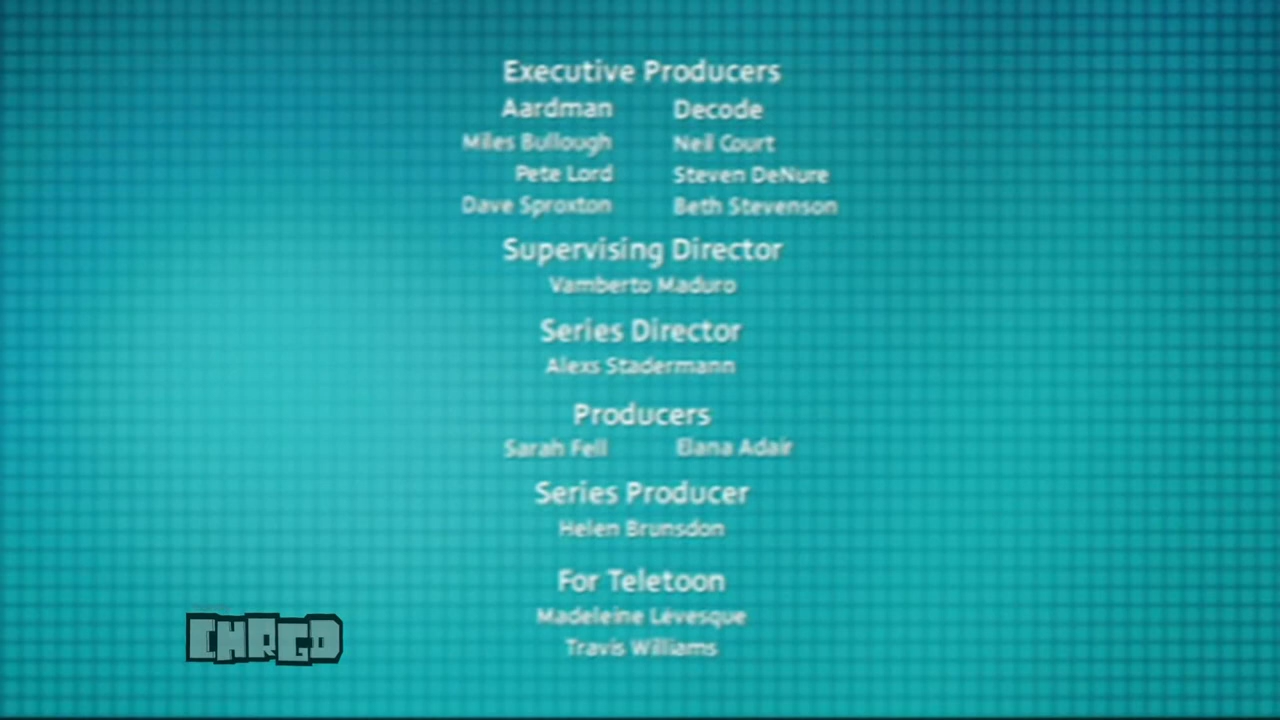 Executive Producers
Aardman Decode
Miles Bullough Neil Court
Pete Lord Steven DeNure
Dave Sproxton Beth Stevenson
Supervising Director
Vamberto Maduro
Series Director
Alexs Stadermann
Producers
Sarah Fell Elana Adair
Series Producer
Helen Brunsdon
For Teletoon
Madeleine Lévesque
Travis Williams
CHRGD